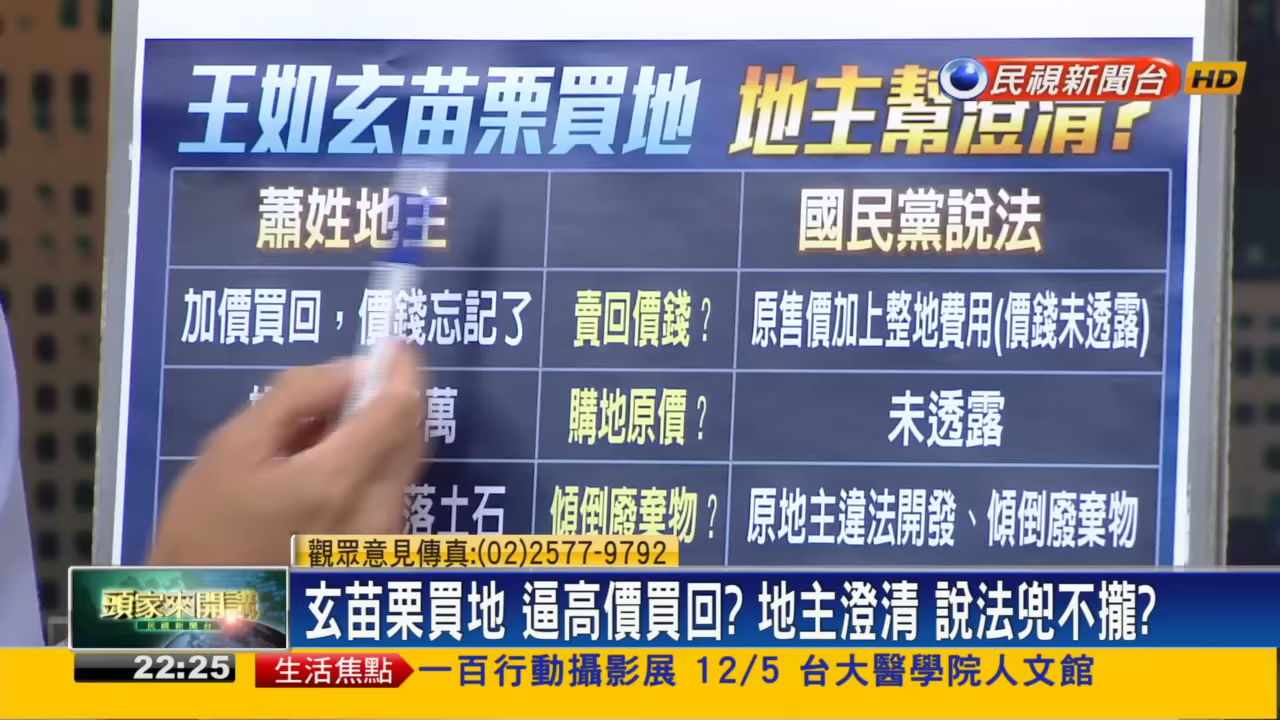 王如玄苗栗買地 地主幫澄清?
民視新聞台 HD
蕭姓地主 國民黨說法
加價買回，價錢忘記了 賣回價錢? 原售價加上整地費用(價錢未透露)
萬 購地原價? 未透露
落土石 傾倒廢棄物? 原地主違法開發、傾倒廢棄物
觀眾意見傳真:(02)2577-9792
頭家來開講
民視新聞台
玄苗栗買地 逼高價買回? 地主澄清 說法兜不攏?
22:25 生活焦點 一百行動攝影展 12/5 台大醫學院人文館